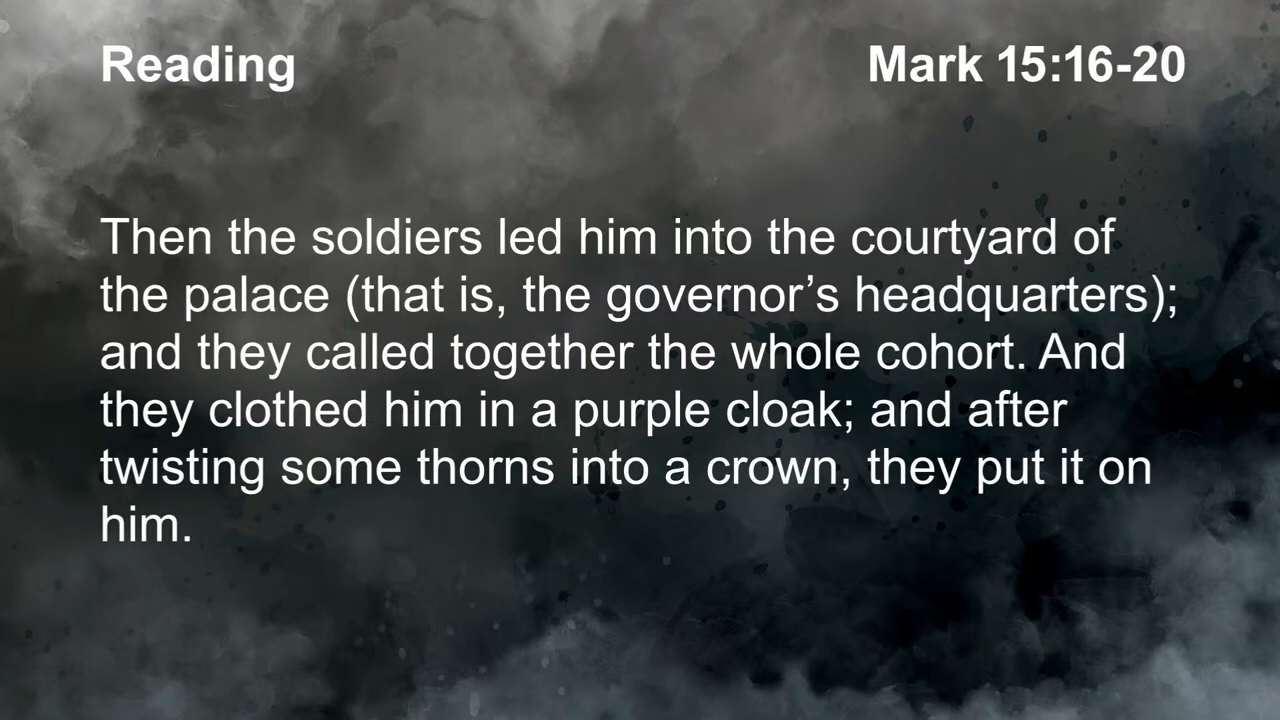 Reading
Mark 15:16-20
Then the soldiers led him into the courtyard of
the palace (that is, the governor’s headquarters);
and they called together the whole cohort. And
they clothed him in a purple cloak; and after
twisting some thorns into a crown, they put it on
him.